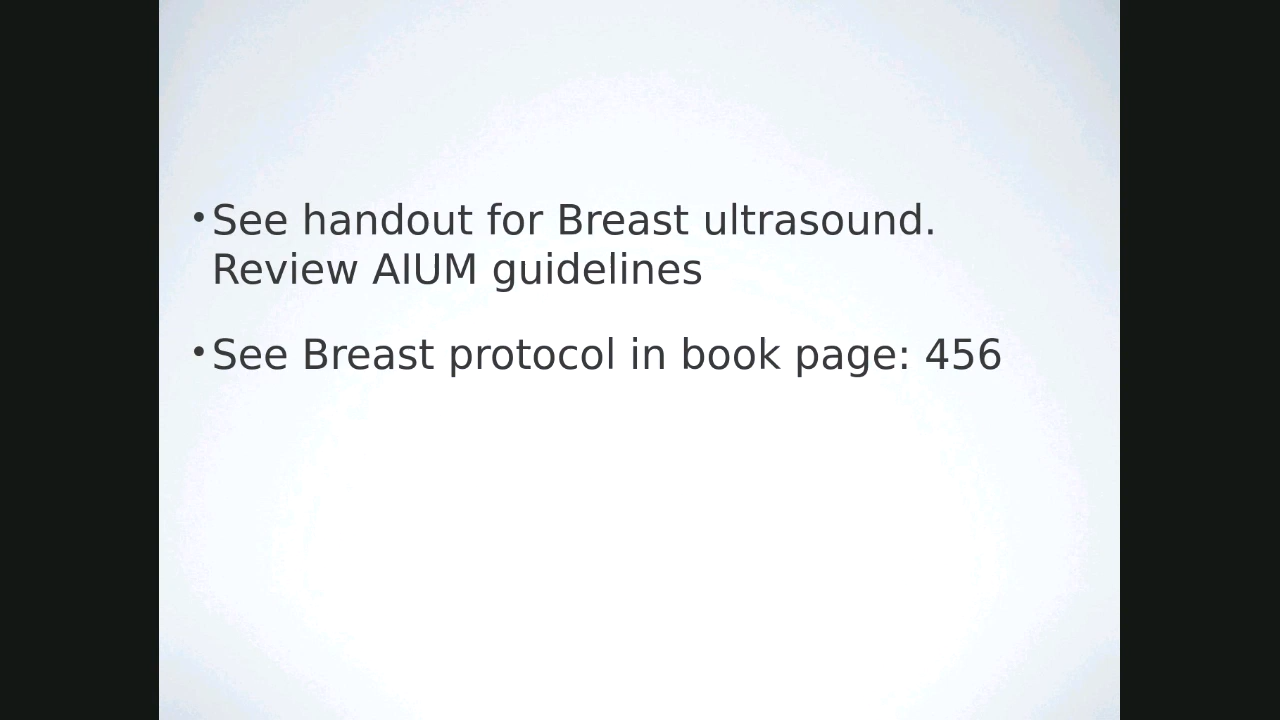 •See handout for Breast ultrasound.
Review AIUM guidelines
•See Breast protocol in book page: 456